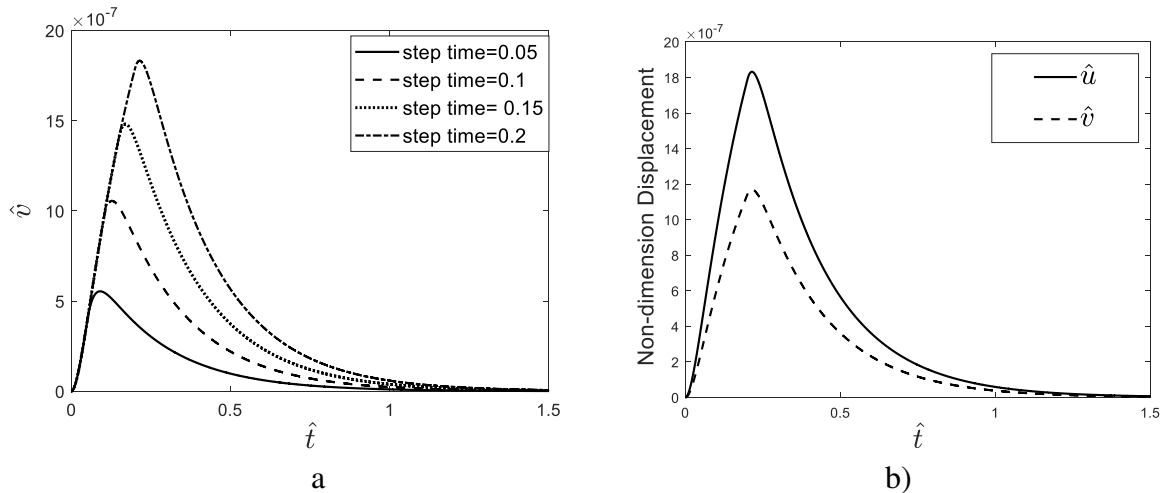 ×10⁻⁷
20
15
10
5
0
v̂
0
0.5
1
1.5
t̂
step time=0.05
step time=0.1
step time= 0.15
step time=0.2
a
×10⁻⁷
20
18
16
14
12
10
8
6
4
2
0
Non-dimension Displacement
0
0.5
1
1.5
t̂
û
v̂
b)